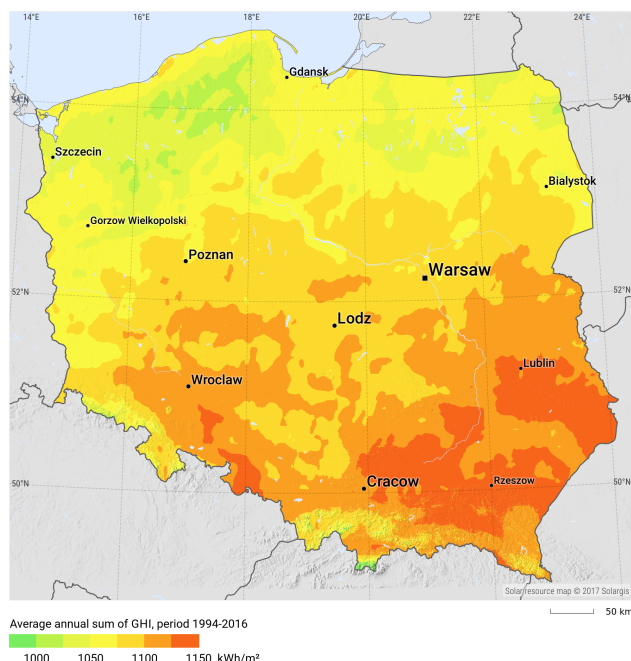 14°E 16°E 18°E 20°E 22°E 24°E
Gdansk
54°N 54°N
Szczecin
Bialystok
Gorzow Wielkopolski
Poznan
Warsaw
52°N 52°N
Lodz
Lublin
Wroclaw
50°N Cracow Rzeszow 50°N
Solar resource map © 2017 Solargis
50 km
Average annual sum of GHI, period 1994-2016
1000 1050 1100 1150 kWh/m²